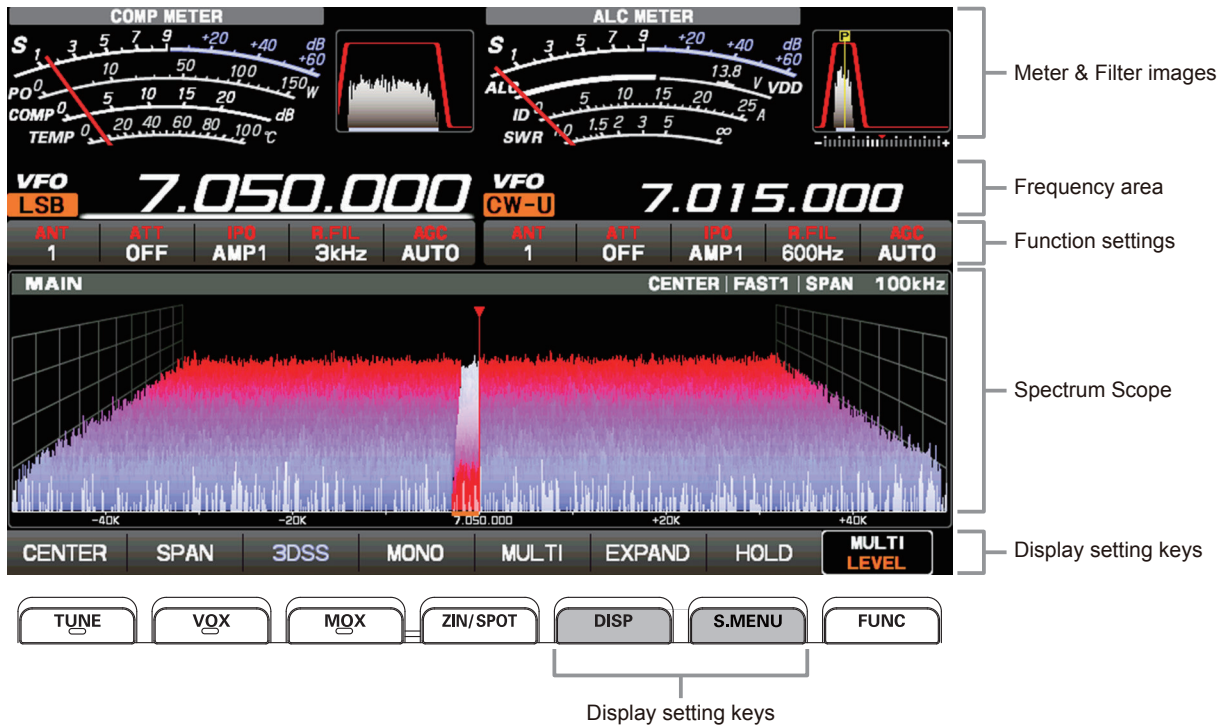 COMP METER
ALC METER
S 1 3 5 7 9 +20 +40 +60 dB
PO 0 10 50 100 150 W
COMP 0 5 10 15 20 dB
TEMP 0 20 40 60 80 100 °C
S 1 3 5 7 9 +20 +40 +60 dB
ALC 13.8 V VDD
ID 0 5 10 15 20 25 A
SWR 1.0 1.5 2 3 5 ∞
P
- +
Meter & Filter images
VFO
LSB
7.050.000
VFO
CW-U
7.015.000
Frequency area
ANT ATT IPO R.FIL AGC
1 OFF AMP1 3kHz AUTO
ANT ATT IPO R.FIL AGC
1 OFF AMP1 600Hz AUTO
Function settings
MAIN
CENTER | FAST1 | SPAN 100kHz
Spectrum Scope
-40K -20K 7.050.000 +20K +40K
CENTER SPAN 3DSS MONO MULTI EXPAND HOLD MULTI
LEVEL
Display setting keys
TUNE VOX MOX ZIN/SPOT DISP S.MENU FUNC
Display setting keys